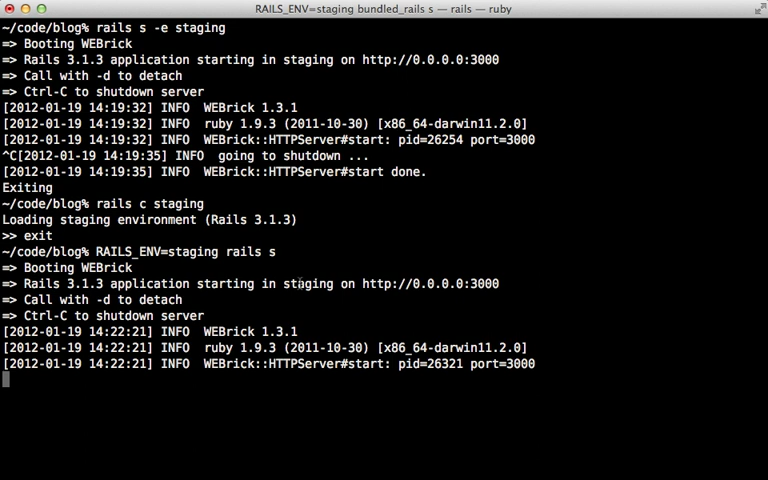 RAILS_ENV=staging bundled_rails s — rails — ruby
~/code/blog% rails s -e staging
=> Booting WEBrick
=> Rails 3.1.3 application starting in staging on http://0.0.0.0:3000
=> Call with -d to detach
=> Ctrl-C to shutdown server
[2012-01-19 14:19:32] INFO  WEBrick 1.3.1
[2012-01-19 14:19:32] INFO  ruby 1.9.3 (2011-10-30) [x86_64-darwin11.2.0]
[2012-01-19 14:19:32] INFO  WEBrick::HTTPServer#start: pid=26254 port=3000
^C[2012-01-19 14:19:35] INFO  going to shutdown ...
[2012-01-19 14:19:35] INFO  WEBrick::HTTPServer#start done.
Exiting
~/code/blog% rails c staging
Loading staging environment (Rails 3.1.3)
>> exit
~/code/blog% RAILS_ENV=staging rails s
=> Booting WEBrick
=> Rails 3.1.3 application starting in staging on http://0.0.0.0:3000
=> Call with -d to detach
=> Ctrl-C to shutdown server
[2012-01-19 14:22:21] INFO  WEBrick 1.3.1
[2012-01-19 14:22:21] INFO  ruby 1.9.3 (2011-10-30) [x86_64-darwin11.2.0]
[2012-01-19 14:22:21] INFO  WEBrick::HTTPServer#start: pid=26321 port=3000